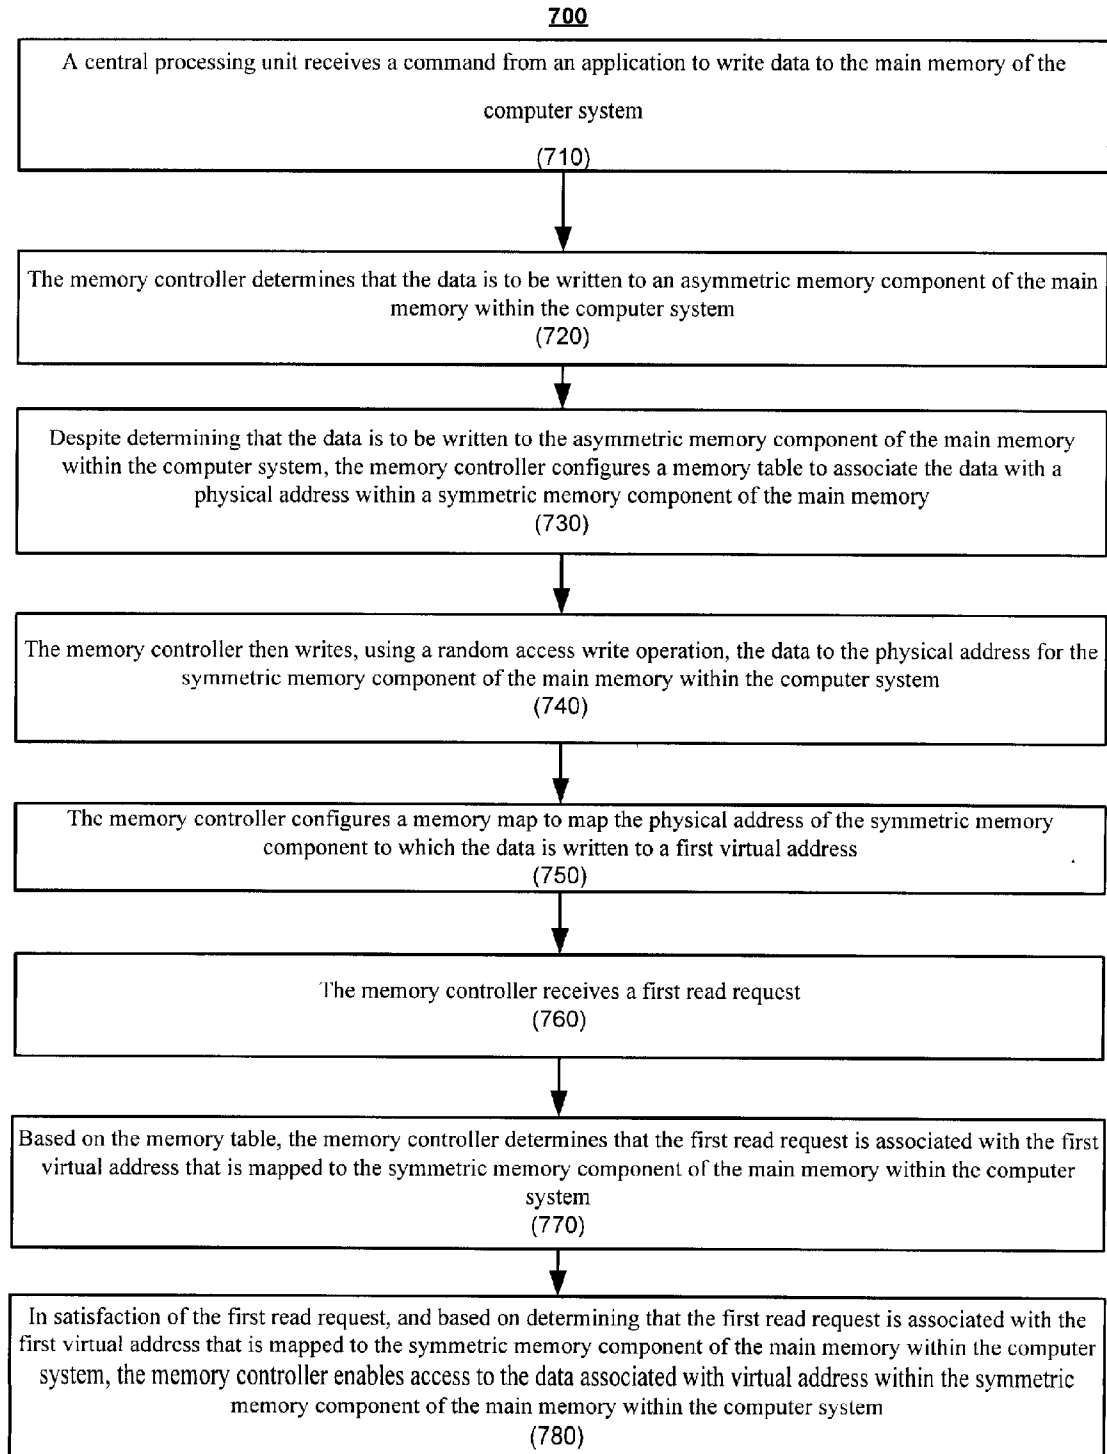 700
A central processing unit receives a command from an application to write data to the main memory of the
computer system
(710)
The memory controller determines that the data is to be written to an asymmetric memory component of the main
memory within the computer system
(720)
Despite determining that the data is to be written to the asymmetric memory component of the main memory
within the computer system, the memory controller configures a memory table to associate the data with a
physical address within a symmetric memory component of the main memory
(730)
The memory controller then writes, using a random access write operation, the data to the physical address for the
symmetric memory component of the main memory within the computer system
(740)
The memory controller configures a memory map to map the physical address of the symmetric memory
component to which the data is written to a first virtual address
(750)
The memory controller receives a first read request
(760)
Based on the memory table, the memory controller determines that the first read request is associated with the first
virtual address that is mapped to the symmetric memory component of the main memory within the computer
system
(770)
In satisfaction of the first read request, and based on determining that the first read request is associated with the
first virtual address that is mapped to the symmetric memory component of the main memory within the computer
system, the memory controller enables access to the data associated with virtual address within the symmetric
memory component of the main memory within the computer system
(780)